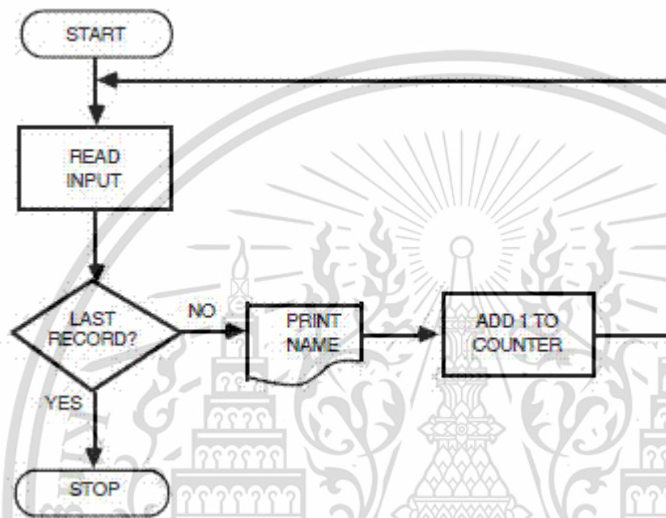 START
READ
INPUT
LAST
RECORD?
NO
PRINT
NAME
ADD 1 TO
COUNTER
YES
STOP